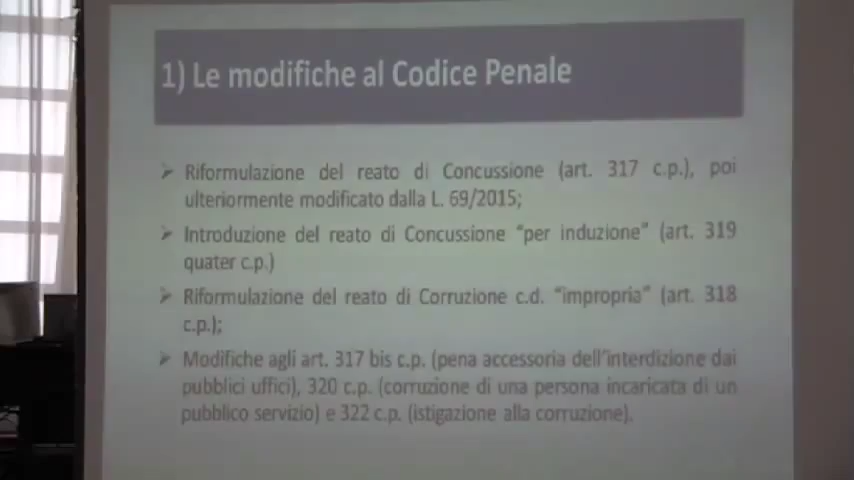 1) Le modifiche al Codice Penale
➢ Riformulazione del reato di Concussione (art. 317 c.p.), poi
ulteriormente modificato dalla L. 69/2015;
➢ Introduzione del reato di Concussione "per induzione" (art. 319
quater c.p.)
➢ Riformulazione del reato di Corruzione c.d. "impropria" (art. 318
c.p.);
➢ Modifiche agli art. 317 bis c.p. (pena accessoria dell'interdizione dai
pubblici uffici), 320 c.p. (corruzione di una persona incaricata di un
pubblico servizio) e 322 c.p. (istigazione alla corruzione).